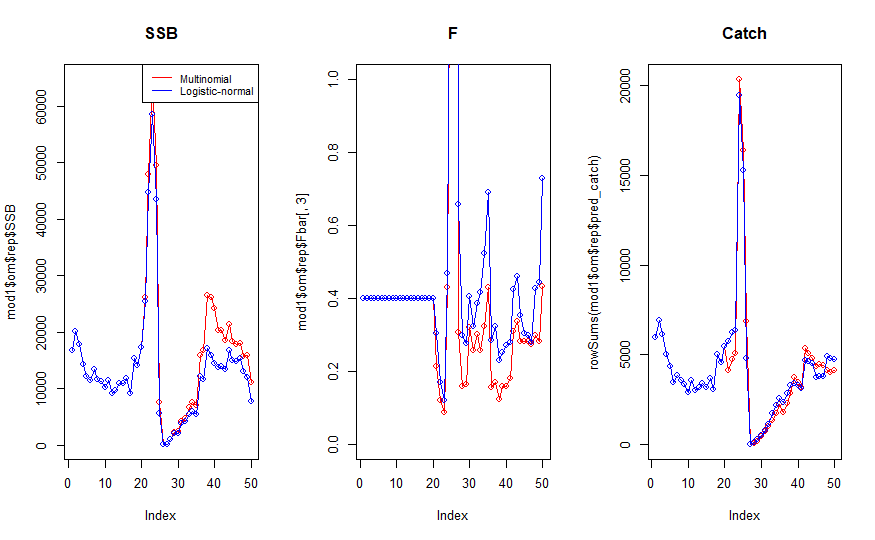 SSB
mod1$om$rep$SSB
60000
50000
40000
30000
20000
10000
0
Multinomial
Logistic-normal
0 10 20 30 40 50
Index
F
mod1$om$rep$Fbar[, 3]
1.0
0.8
0.6
0.4
0.2
0.0
0 10 20 30 40 50
Index
Catch
rowSums(mod1$om$rep$pred_catch)
20000
15000
10000
5000
0
0 10 20 30 40 50
Index